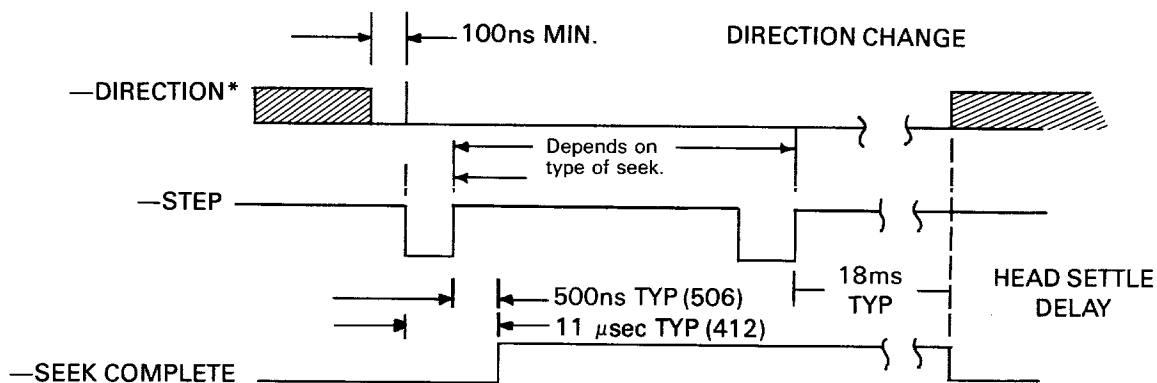 100ns MIN.
DIRECTION CHANGE
—DIRECTION*
Depends on
type of seek.
—STEP
18ms
TYP
HEAD SETTLE
DELAY
500ns TYP (506)
11 μsec TYP (412)
—SEEK COMPLETE